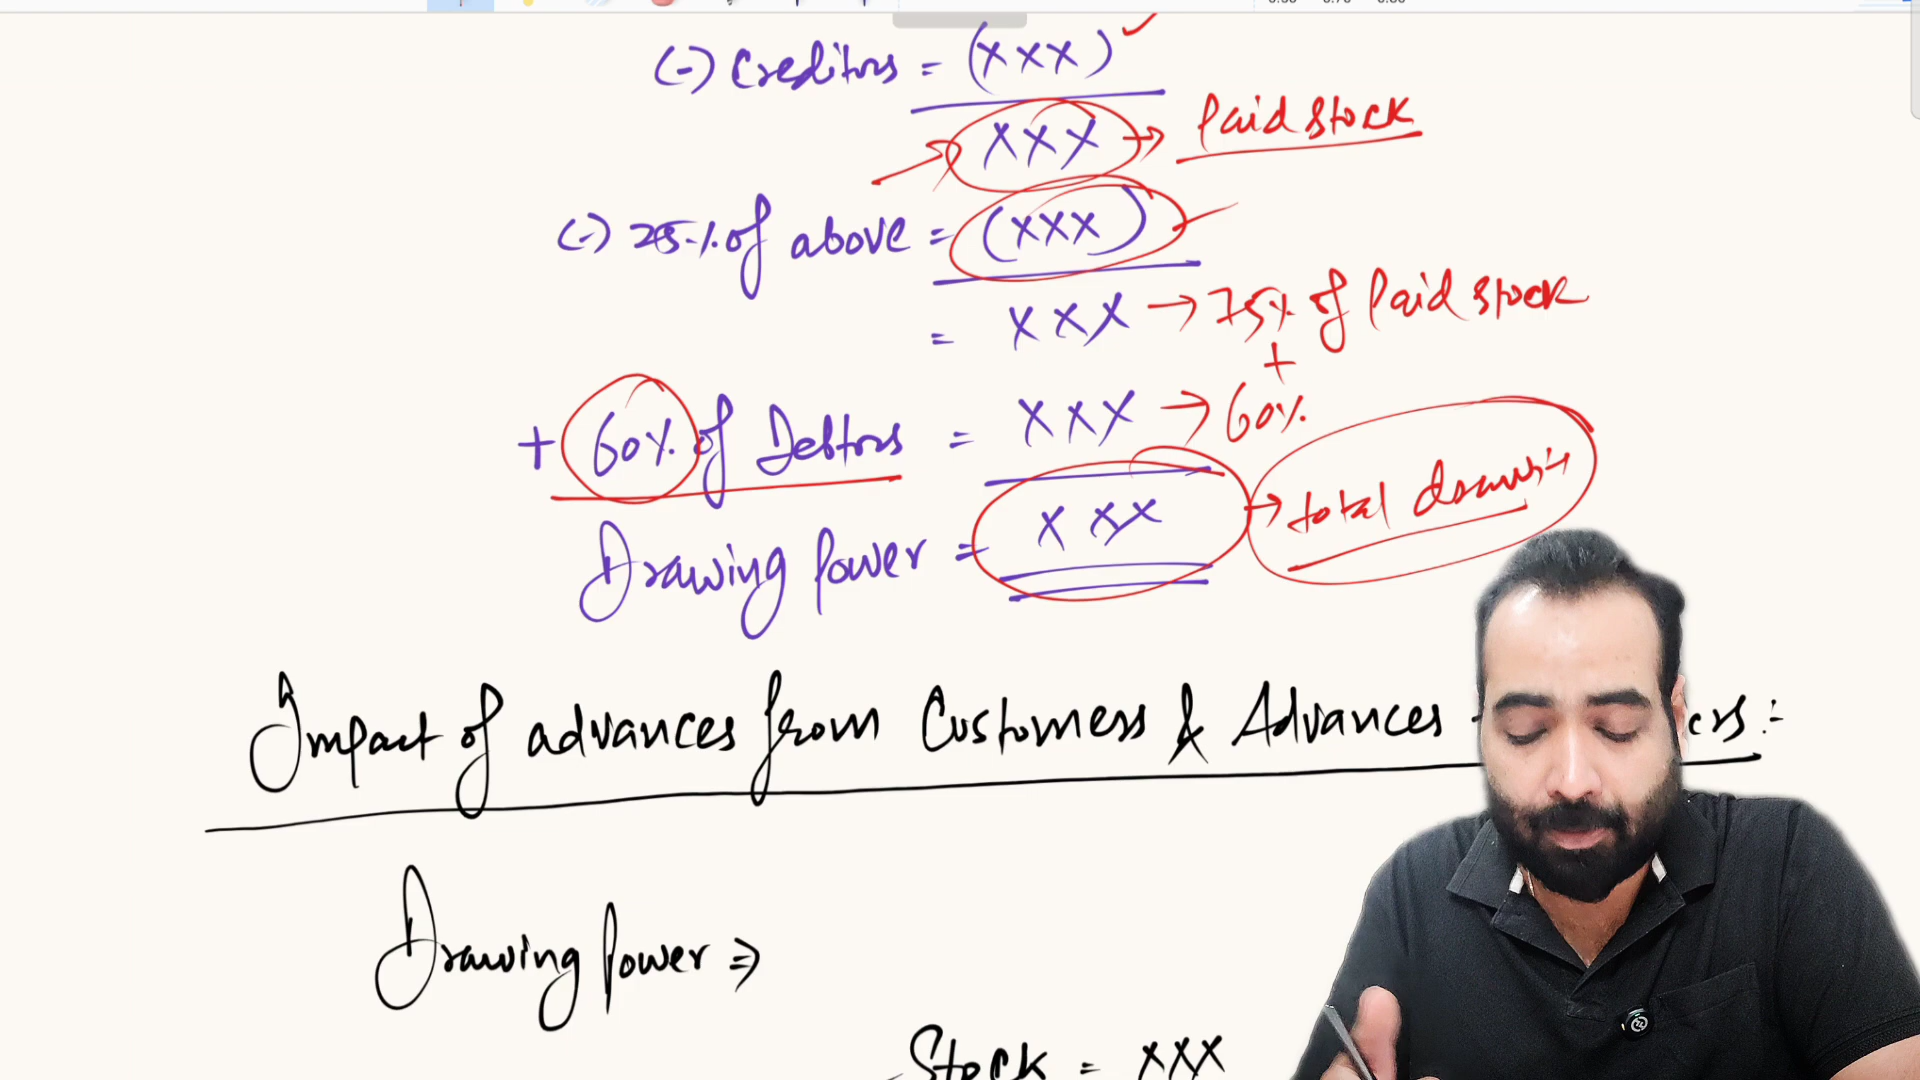 (-) Creditors = (xxx)
xxx → Paid stock
(-) 25% of above = (xxx)
= xxx → 75% of Paid stock
+
+ 60% of Debtors = xxx → 60%
Drawing Power = xxx → total
Impact of advances from Customers & Advances
Drawing Power ⇒
Stock = xxx